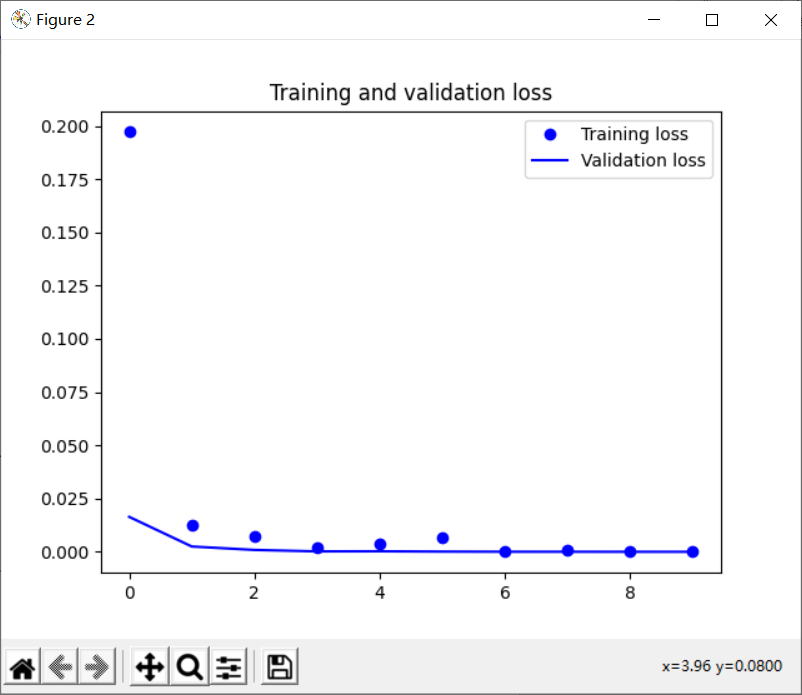 Figure 2
Training and validation loss
0.200
0.175
0.150
0.125
0.100
0.075
0.050
0.025
0.000
Training loss
Validation loss
0 2 4 6 8
x=3.96 y=0.0800